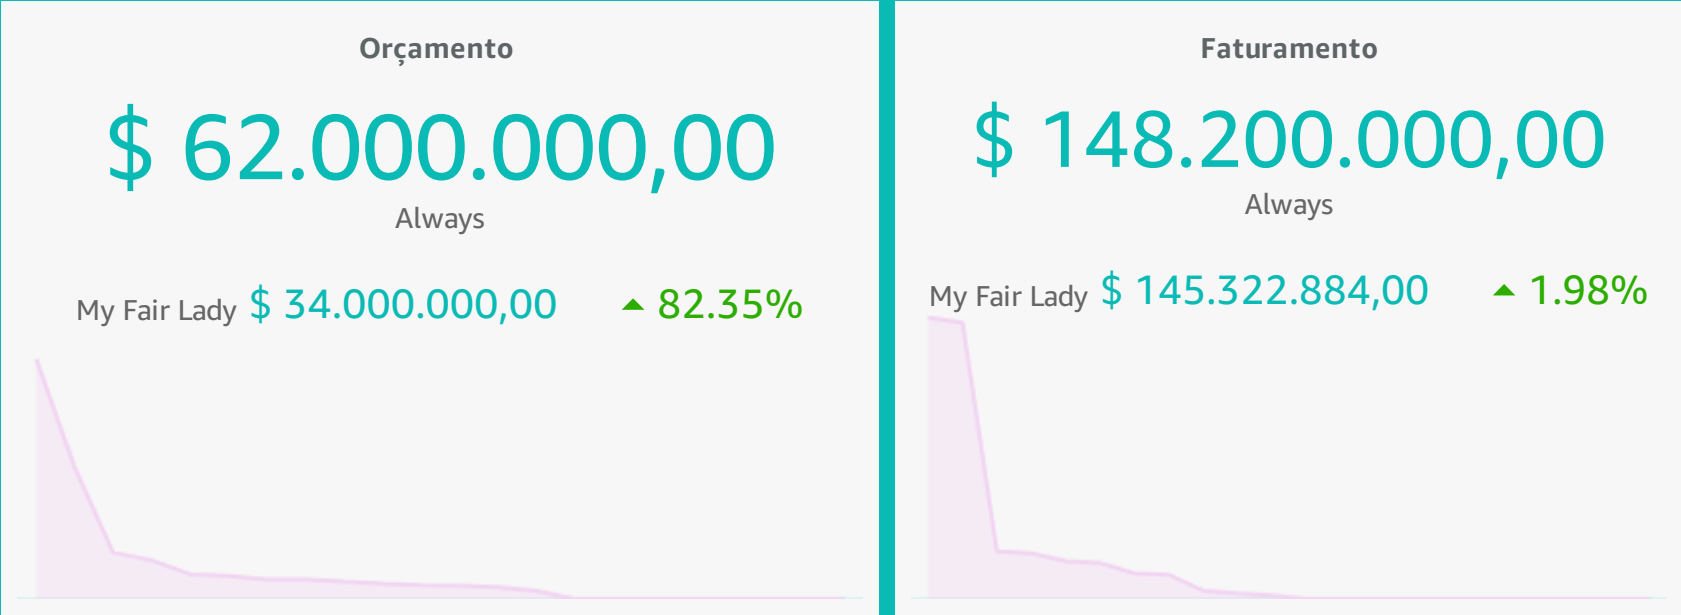 Orçamento
$ 62.000.000,00
Always
My Fair Lady $ 34.000.000,00 82.35%
Faturamento
$ 148.200.000,00
Always
My Fair Lady $ 145.322.884,00 1.98%